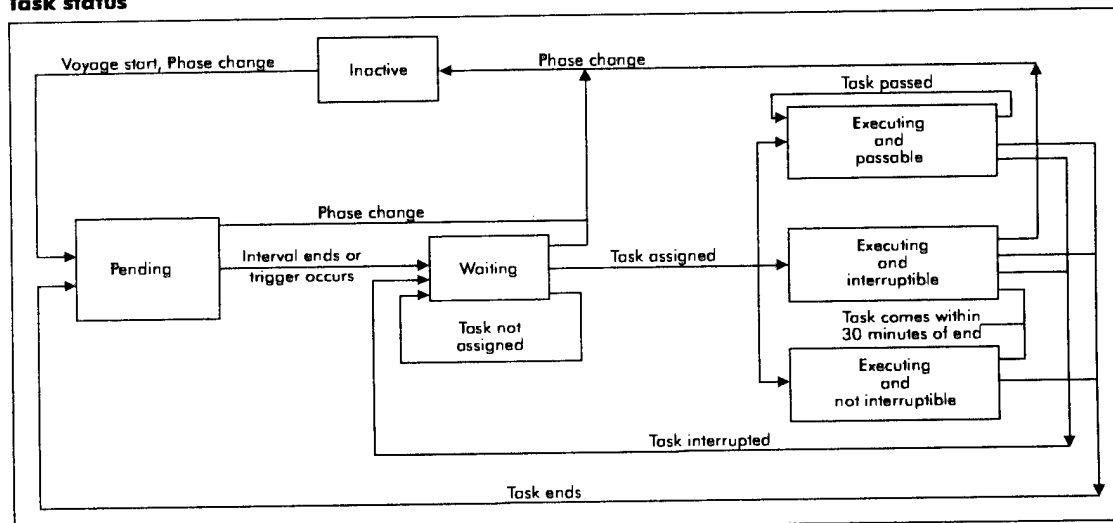 Task status
Voyage start, Phase change
Inactive
Phase change
Task passed
Executing
and
passable
Phase change
Pending
Interval ends or
trigger occurs
Waiting
Task assigned
Executing
and
interruptible
Task not
assigned
Task comes within
30 minutes of end
Executing
and
not interruptible
Task interrupted
Task ends